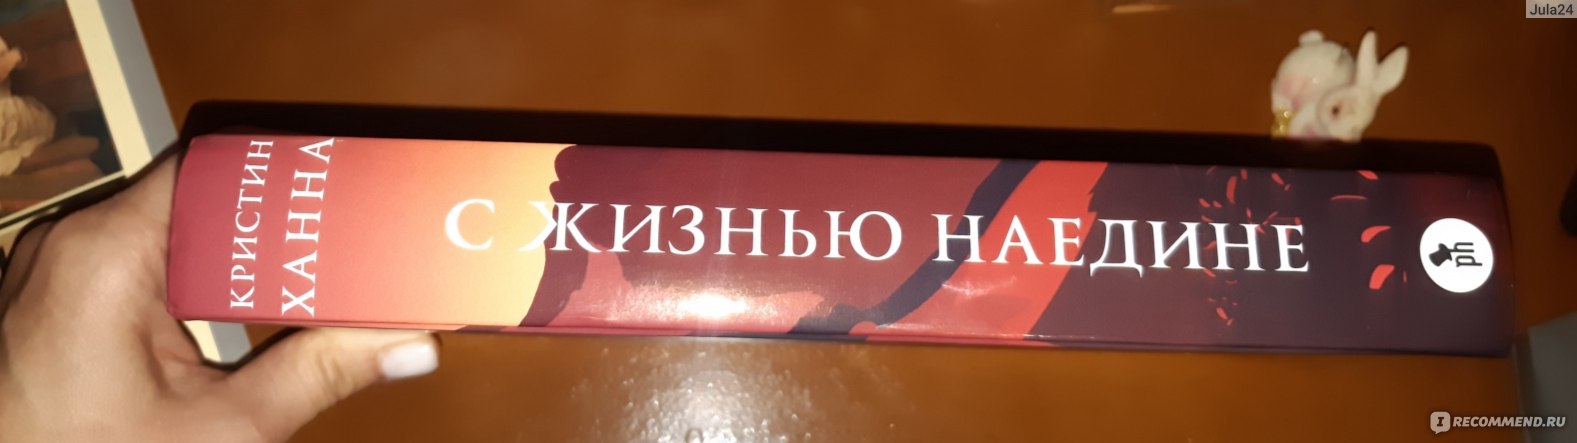 Jula24
КРИСТИН
ХАННА
С ЖИЗНЬЮ НАЕДИНЕ
ph
I RECOMMEND.RU